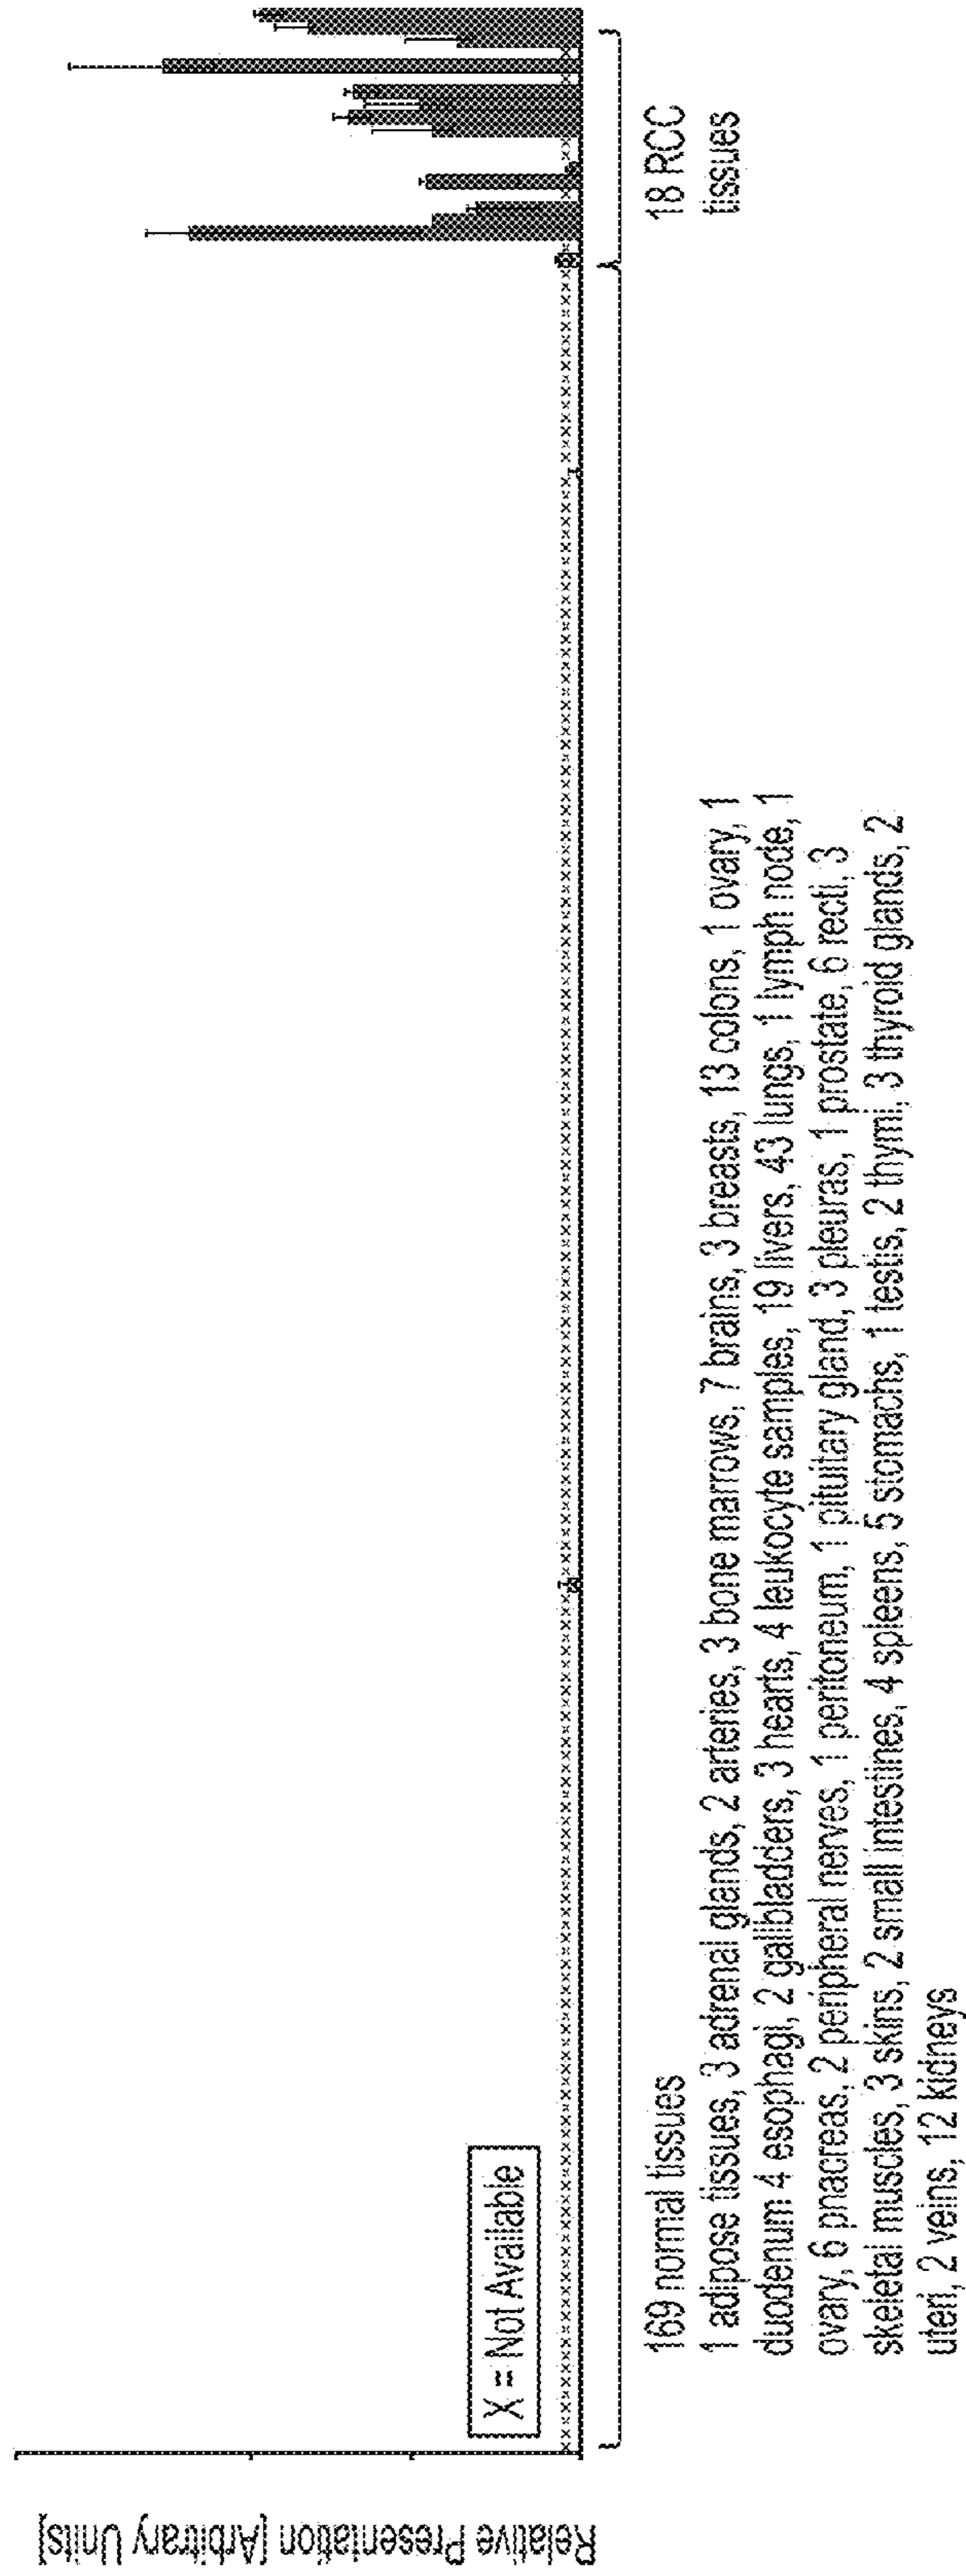 Relative Presentation [Arbitrary Units]
X = Not Available
169 normal tissues
1 adipose tissues, 3 adrenal glands, 2 arteries, 3 bone marrows, 7 brains, 3 breasts, 13 colons, 1 ovary, 1
duodenum 4 esophagi, 2 gallbladders, 3 hearts, 4 leukocyte samples, 19 livers, 43 lungs, 1 lymph node, 1
ovary, 6 pnacreas, 2 peripheral nerves, 1 peritoneum, 1 pituitary gland, 3 pleuras, 1 prostate, 6 recti, 3
skeletal muscles, 3 skins, 2 small intestines, 4 spleens, 5 stomachs, 1 testis, 2 thymi, 3 thyroid glands, 2
uteri, 2 veins, 12 kidneys
18 RCC
tissues